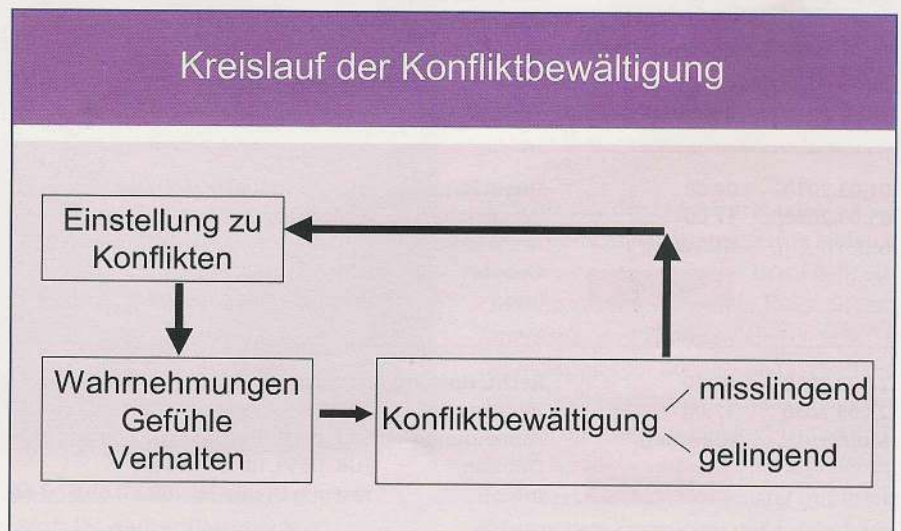 Kreislauf der Konfliktbewältigung
Einstellung zu
Konflikten
Wahrnehmungen
Gefühle
Verhalten
Konfliktbewältigung
misslingend
gelingend